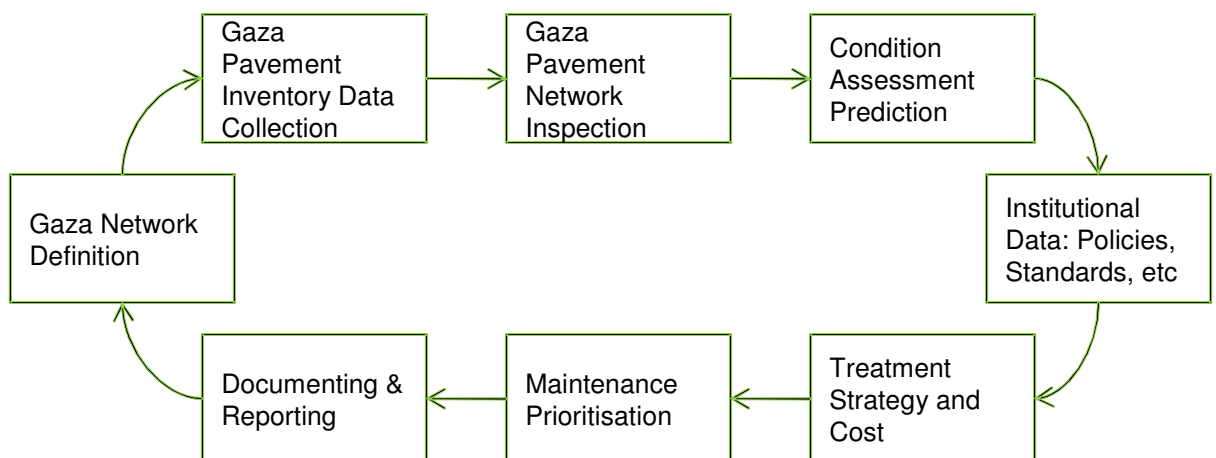 Gaza
Pavement
Inventory Data
Collection
Gaza
Pavement
Network
Inspection
Condition
Assessment
Prediction
Gaza Network
Definition
Institutional
Data: Policies,
Standards, etc
Documenting &
Reporting
Maintenance
Prioritisation
Treatment
Strategy and
Cost